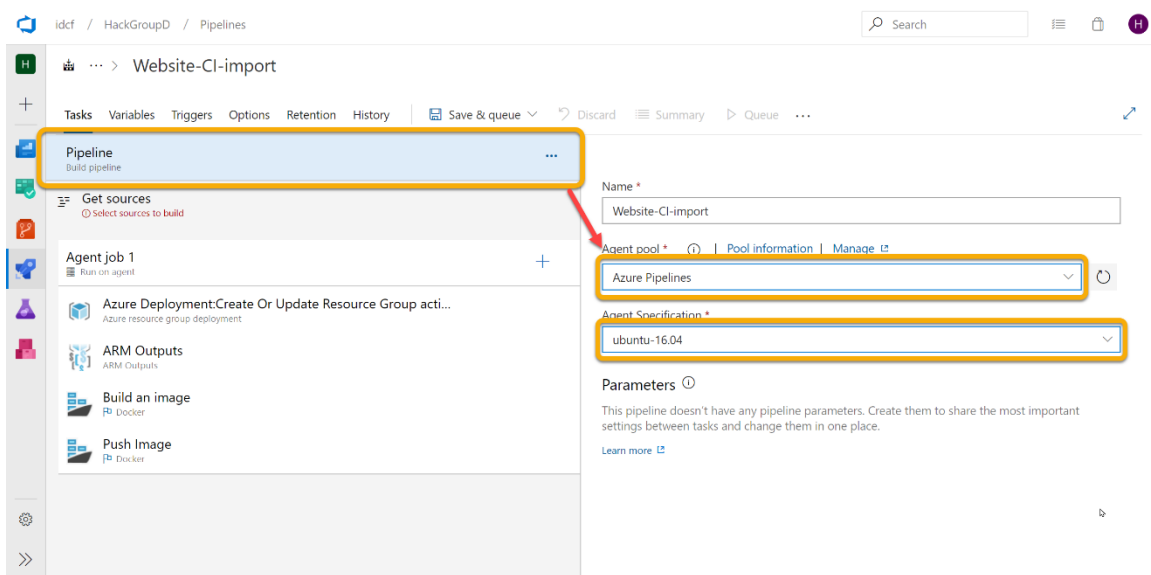 idcf / HackGroupD / Pipelines
Search
H
H
... > Website-CI-import
Tasks Variables Triggers Options Retention History Save & queue Discard Summary Queue ...
Pipeline
Build pipeline
...
Get sources
Select sources to build
Agent job 1
Run on agent
Azure Deployment:Create Or Update Resource Group acti...
Azure resource group deployment
ARM Outputs
ARM Outputs
Build an image
Docker
Push Image
Docker
Name *
Website-CI-import
Agent pool * | Pool information | Manage
Azure Pipelines
Agent Specification *
ubuntu-16.04
Parameters
This pipeline doesn't have any pipeline parameters. Create them to share the most important
settings between tasks and change them in one place.
Learn more